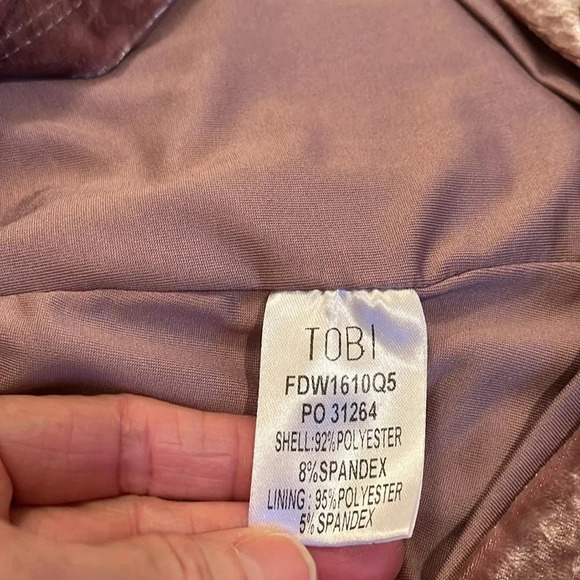 TOBI
FDW1610Q5
PO 31264
SHELL:92%POLYESTER
8%SPANDEX
LINING : 95%POLYESTER
5%SPANDEX